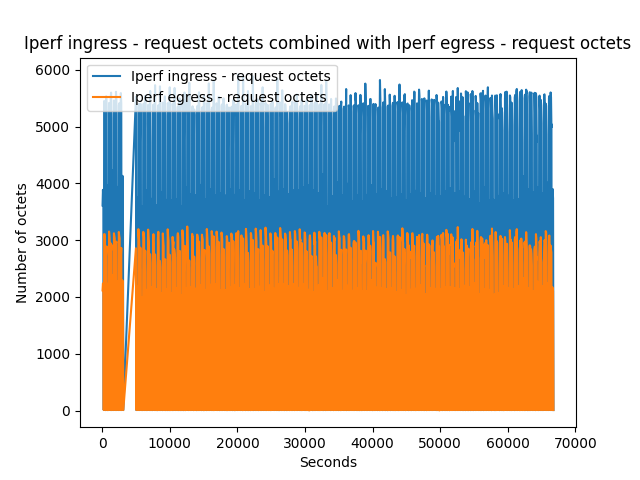 Iperf ingress - request octets combined with Iperf egress - request octets
Iperf ingress - request octets
Iperf egress - request octets
Number of octets
6000
5000
4000
3000
2000
1000
0
0 10000 20000 30000 40000 50000 60000 70000
Seconds